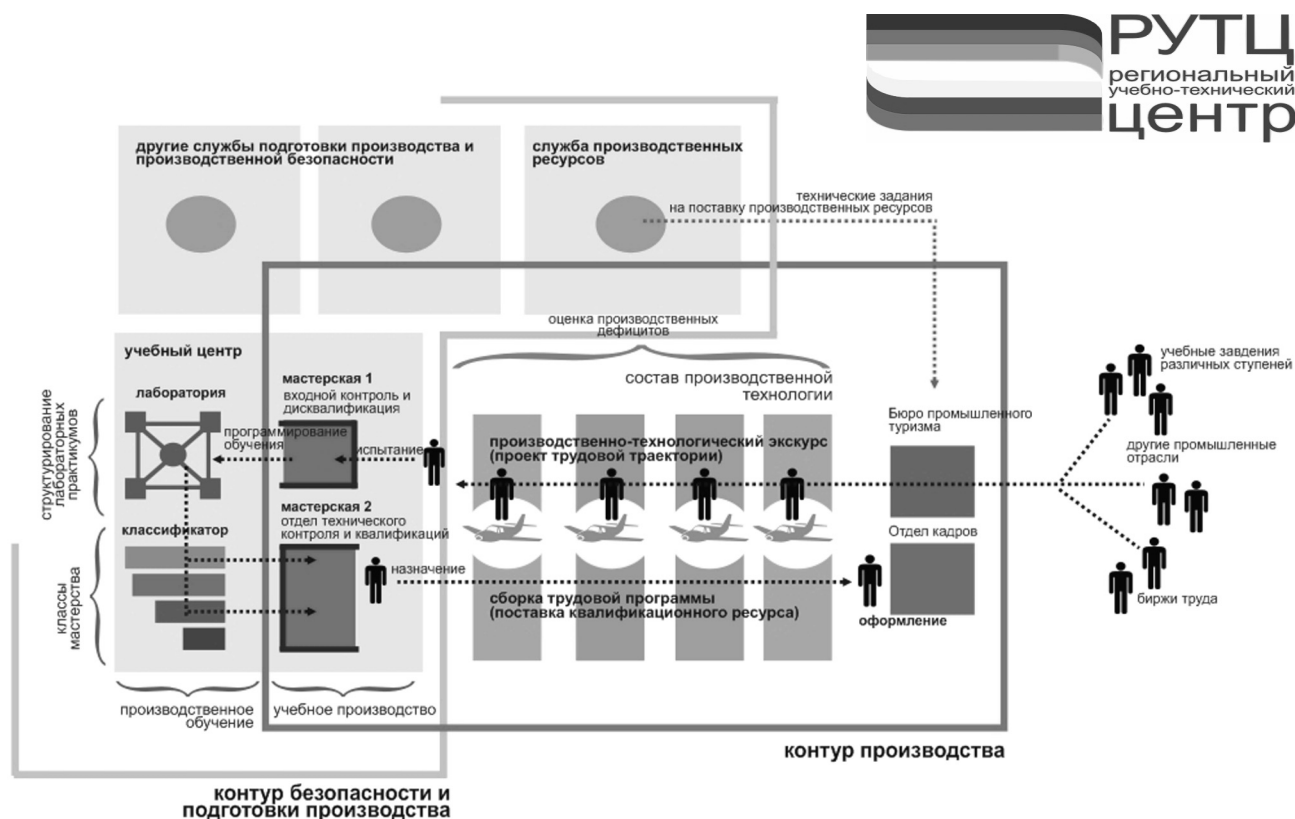 РУТЦ
региональный
учебно-технический
центр
другие службы подготовки производства и
производственной безопасности
служба производственных
ресурсов
технические задания
на поставку производственных ресурсов
оценка производственных
дефицитов
учебный центр
лаборатория
мастерская 1
входной контроль и
дисквалификация
состав производственной
технологии
учебные завдения
различных ступеней
Бюро промышленного
туризма
структурирование
лабораторных
практикумов
программирование
обучения
испытание
производственно-технологический экскурс
(проект трудовой траектории)
другие промышленные
отрасли
классификатор
мастерская 2
отдел технического
контроля и квалификаций
Отдел кадров
назначение
классы
мастерства
сборка трудовой программы
(поставка квалификационного ресурса)
оформление
биржи труда
производственное
обучение
учебное производство
контур производства
контур безопасности и
подготовки производства